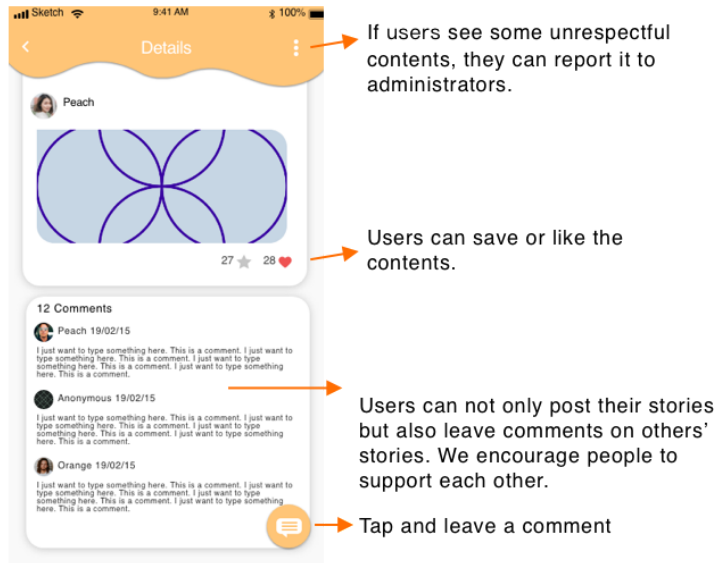 Sketch 9:41 AM 100%
Details
Peach
27 28
12 Comments
Peach 19/02/15
I just want to type something here. This is a comment. I just want to
type something here. This is a comment. I just want to type
something here. This is a comment. I just want to type something
here. This is a comment.
Anonymous 19/02/15
I just want to type something here. This is a comment. I just want to
type something here. This is a comment. I just want to type
something here. This is a comment. I just want to type something
here. This is a comment.
Orange 19/02/15
I just want to type something here. This is a comment. I just want to
type something here. This is a comment. I just want to type
something here. This is a comment. I just want to type something
here. This is a comment.
If users see some unrespectful
contents, they can report it to
administrators.
Users can save or like the
contents.
Users can not only post their stories
but also leave comments on others’
stories. We encourage people to
support each other.
Tap and leave a comment